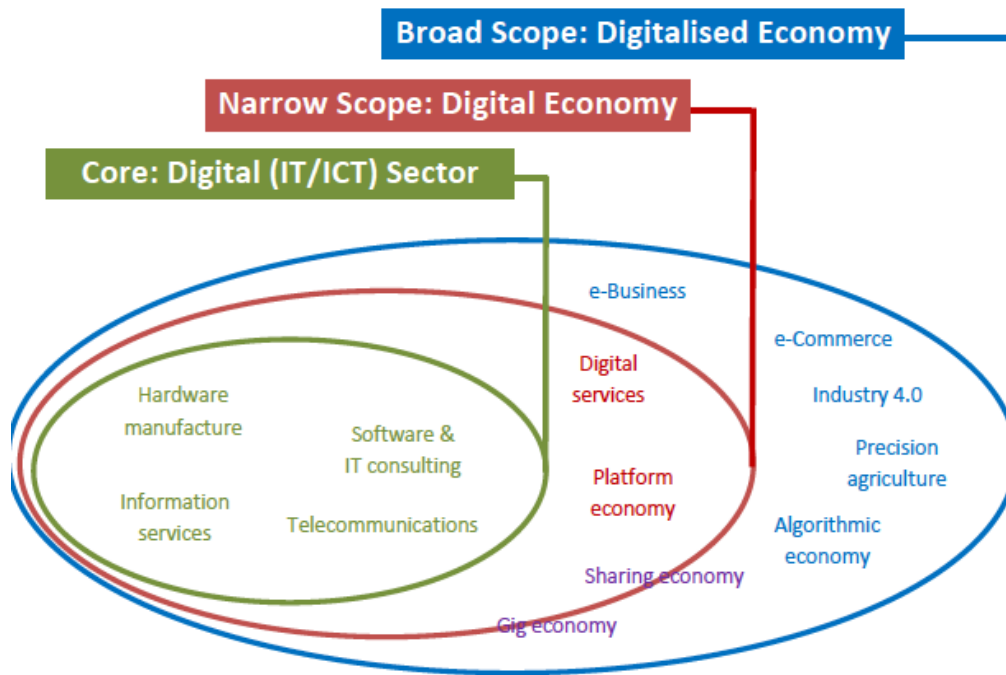 Broad Scope: Digitalised Economy
Narrow Scope: Digital Economy
Core: Digital (IT/ICT) Sector
e-Business
e-Commerce
Digital
services
Industry 4.0
Hardware
manufacture
Software &
IT consulting
Precision
agriculture
Platform
economy
Information
services
Telecommunications
Algorithmic
economy
Sharing economy
Gig economy